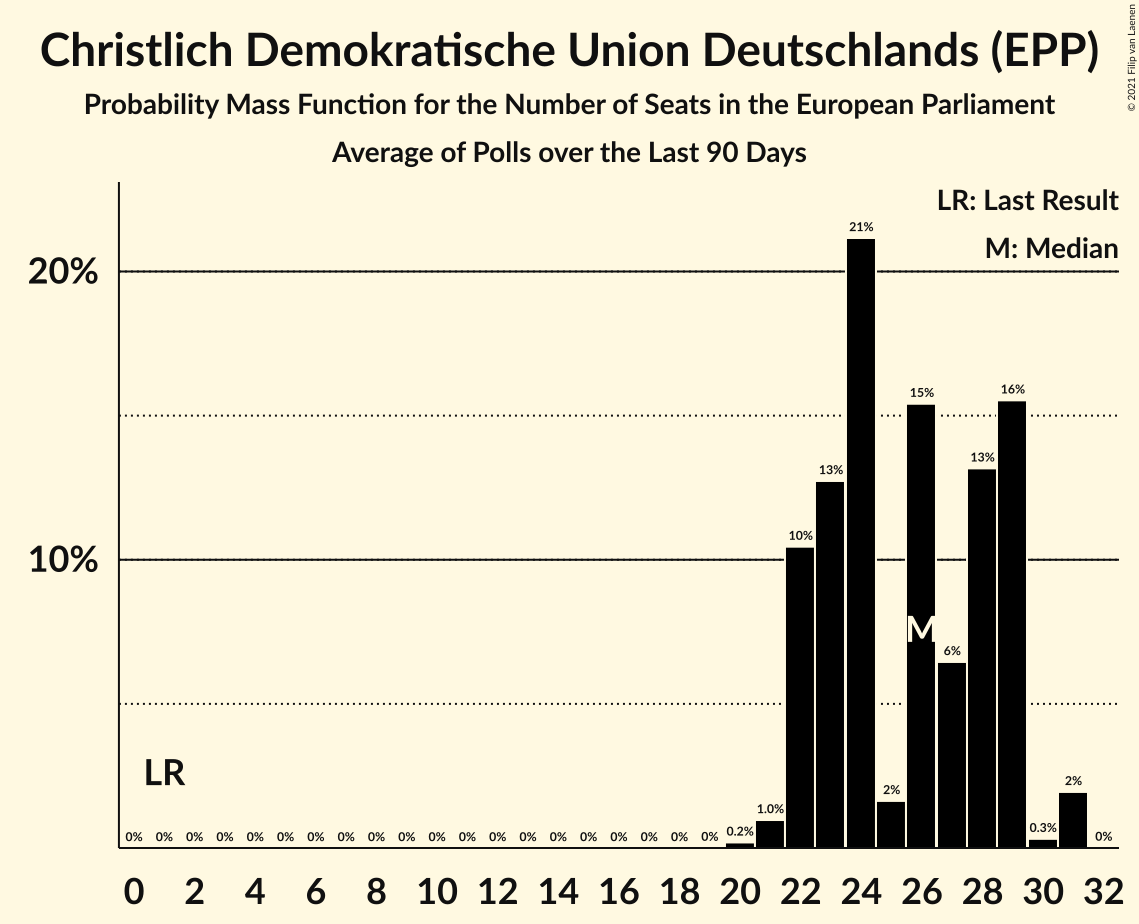 Christlich Demokratische Union Deutschlands (EPP)
Probability Mass Function for the Number of Seats in the European Parliament
Average of Polls over the Last 90 Days
© 2021 Filip van Laenen
LR: Last Result
M: Median
20%
10%
21%
15%
16%
13%
13%
10%
M
6%
LR
2%
2%
1.0%
0.2%
0.3%
0% 0% 0% 0% 0% 0% 0% 0% 0% 0% 0% 0% 0% 0% 0% 0% 0% 0% 0% 0% 0%
0 2 4 6 8 10 12 14 16 18 20 22 24 26 28 30 32